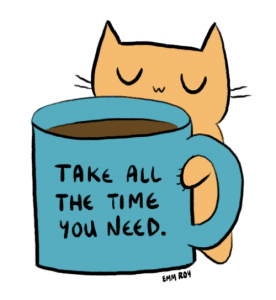 TAKE ALL
THE TIME
YOU NEED.
EMM ROY